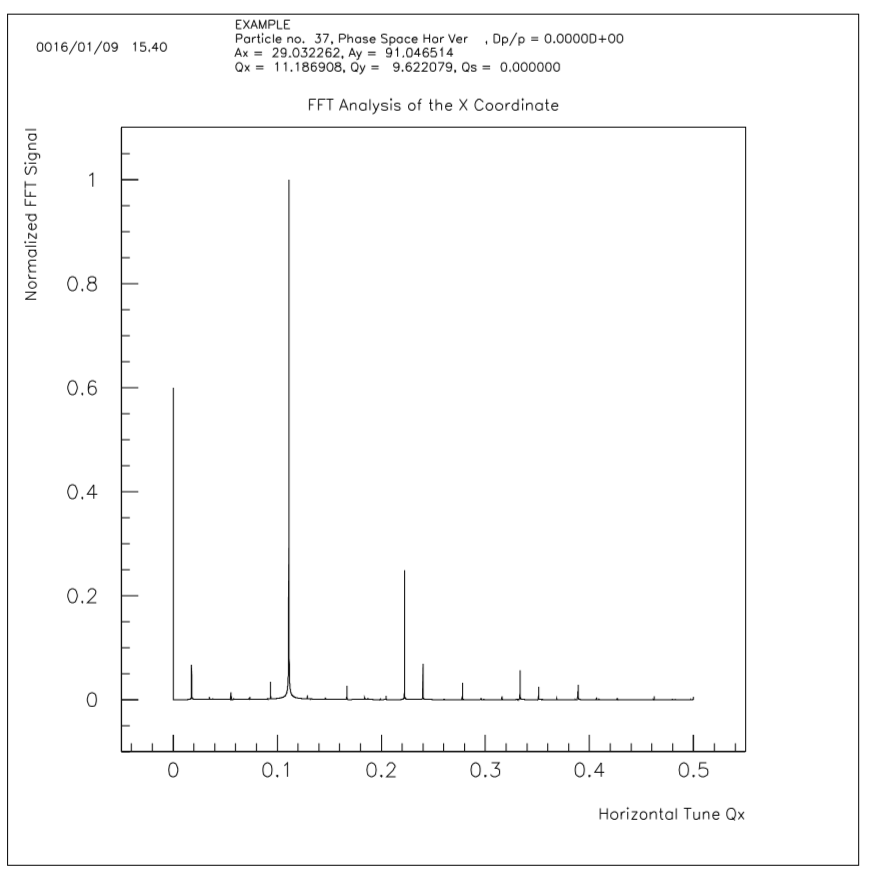 EXAMPLE
0016/01/09 15.40
Particle no. 37, Phase Space Hor Ver , Dp/p = 0.0000D+00
Ax = 29.032262, Ay = 91.046514
Qx = 11.186908, Qy = 9.622079, Qs = 0.000000
FFT Analysis of the X Coordinate
Normalized FFT Signal
1
0.8
0.6
0.4
0.2
0
0 0.1 0.2 0.3 0.4 0.5
Horizontal Tune Qx